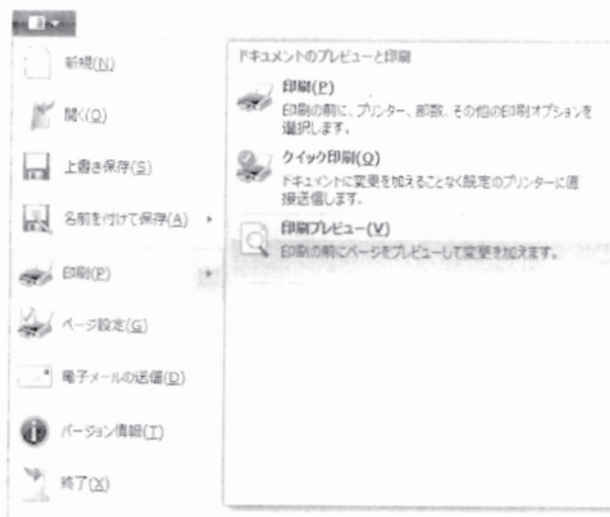 新規(N)
開く(O)
上書き保存(S)
名前を付けて保存(A)
印刷(P)
ページ設定(G)
電子メールの送信(D)
バージョン情報(T)
終了(X)
ドキュメントのプレビューと印刷
印刷(P)
印刷の前に、プリンター、部数、その他の印刷オプションを
選択します。
クイック印刷(Q)
ドキュメントに変更を加えることなく既定のプリンターに直
接送信します。
印刷プレビュー(V)
印刷の前にページをプレビューして変更を加えます。